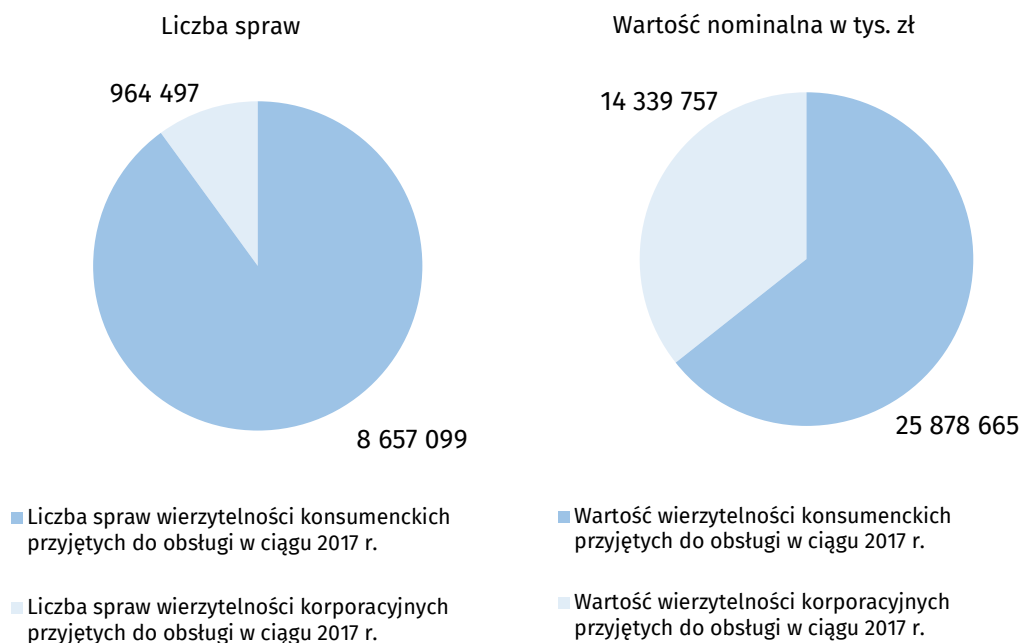 Liczba spraw
964 497
8 657 099
Liczba spraw wierzytelności konsumenckich
przyjętych do obsługi w ciągu 2017 r.
Liczba spraw wierzytelności korporacyjnych
przyjętych do obsługi w ciągu 2017 r.
Wartość nominalna w tys. zł
14 339 757
25 878 665
Wartość wierzytelności konsumenckich
przyjętych do obsługi w ciągu 2017 r.
Wartość wierzytelności korporacyjnych
przyjętych do obsługi w ciągu 2017 r.